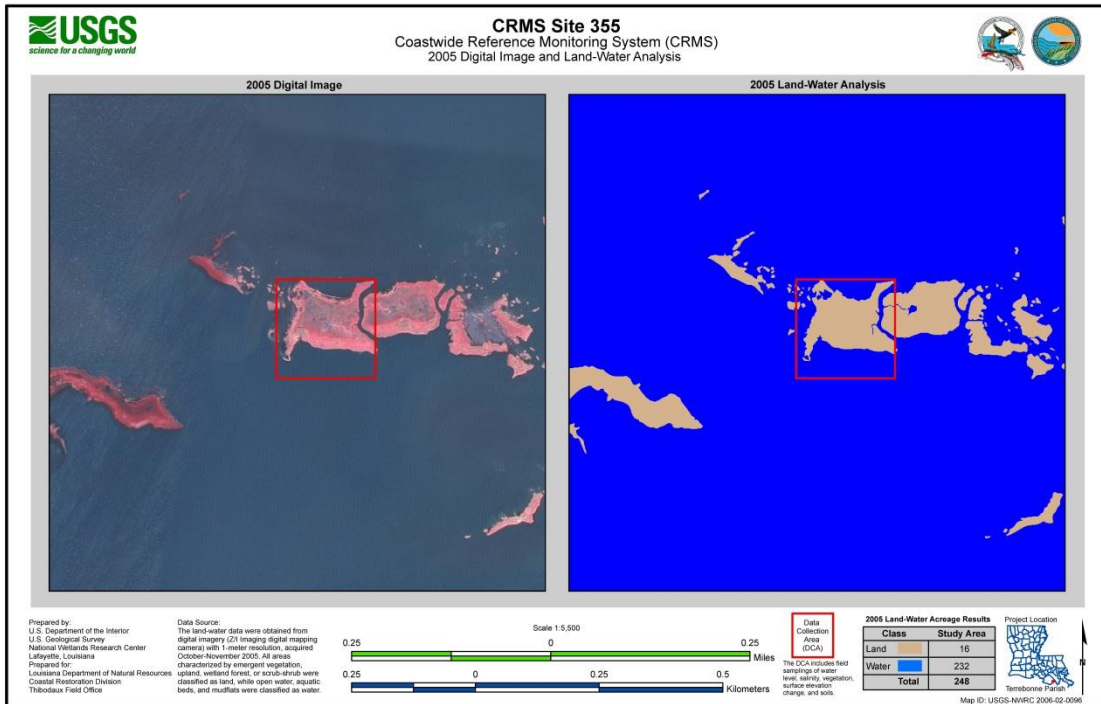 USGS
science for a changing world
CRMS Site 355
Coastwide Reference Monitoring System (CRMS)
2005 Digital Image and Land-Water Analysis
2005 Digital Image
2005 Land-Water Analysis
Prepared by:
U.S. Department of the Interior
U.S. Geological Survey
National Wetlands Research Center
Lafayette, Louisiana
Prepared for:
Louisiana Department of Natural Resources
Coastal Restoration Division
Thibodaux Field Office
Data Source:
The land-water data were obtained from
digital imagery (Z/I Imaging digital mapping
camera) with 1-meter resolution, acquired
October-November 2005. All areas
characterized by emergent vegetation,
upland, wetland forest, or scrub-shrub were
classified as land, while open water, aquatic
beds, and mudflats were classified as water.
Scale 1:5,500
0.25 0 0.25
Miles
0.25 0 0.25 0.5
Kilometers
Data
Collection
Area
(DCA)
The DCA includes field
samplings of water
level, salinity, vegetation,
surface elevation
change, and soils.
2005 Land-Water Acreage Results
Class Study Area
Land 16
Water 232
Total 248
Project Location
Terrebonne Parish
N
Map ID: USGS-NWRC 2006-02-0096